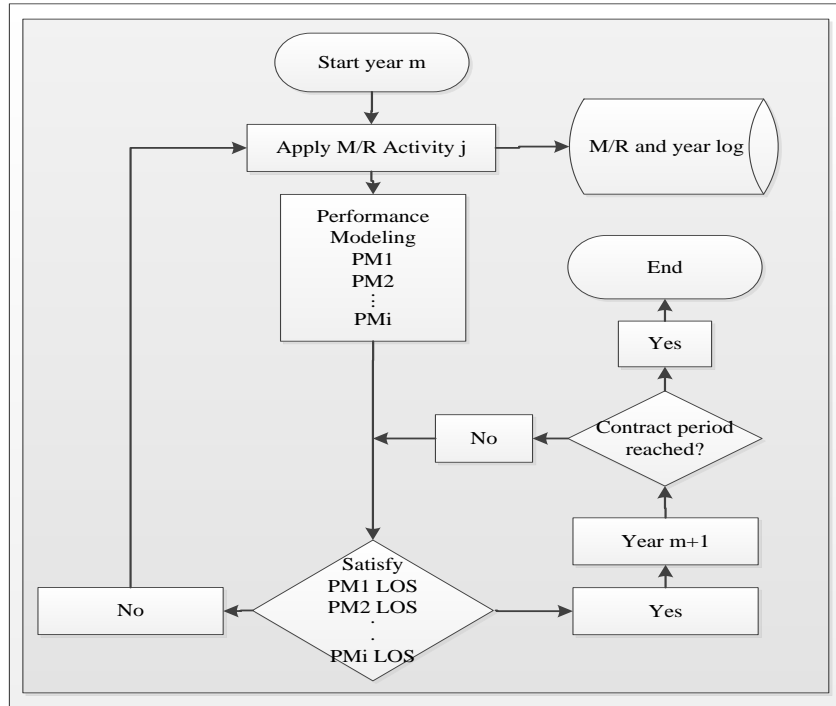 Start year m
Apply M/R Activity j
M/R and year log
Performance
Modeling
PM1
PM2
⋮
PMi
End
Yes
Contract period
reached?
No
Year m+1
Satisfy
PM1 LOS
PM2 LOS
.
.
PMi LOS
No
Yes